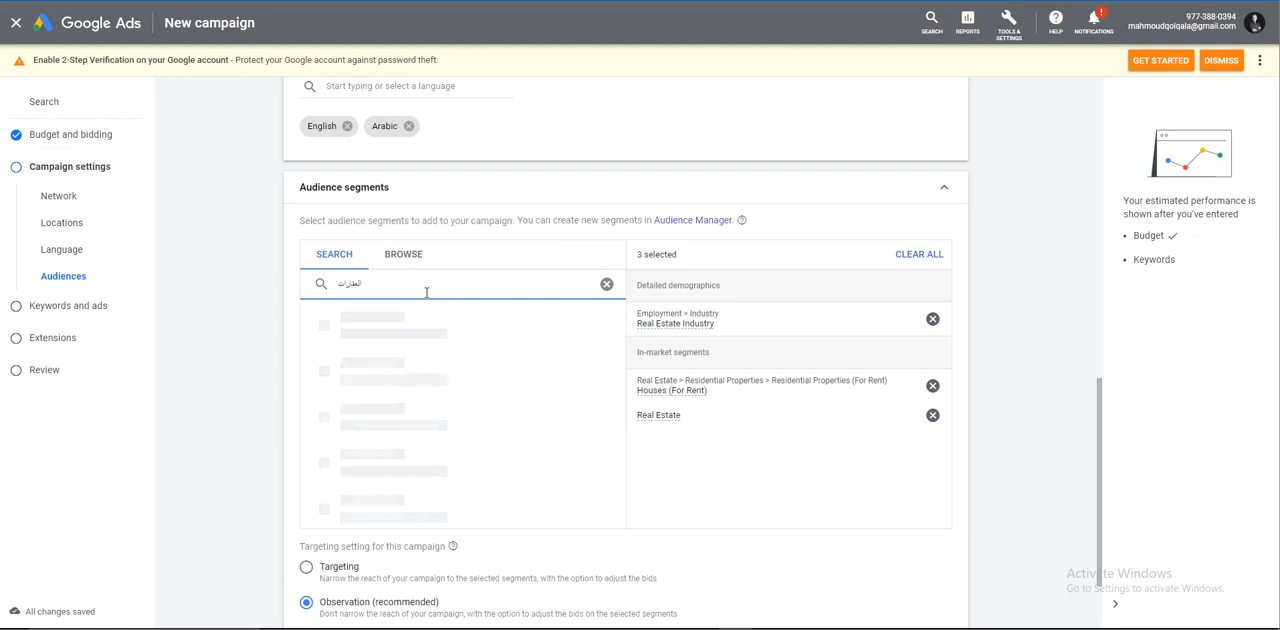 Google Ads
New campaign
SEARCH
REPORTS
TOOLS &
SETTINGS
HELP
!
NOTIFICATIONS
977-388-0394
mahmoudqoiqala@gmail.com
Enable 2-Step Verification on your Google account - Protect your Google account against password theft.
GET STARTED
DISMISS
Search
Budget and bidding
Campaign settings
Network
Locations
Language
Audiences
Keywords and ads
Extensions
Review
All changes saved
Start typing or select a language
English
Arabic
Audience segments
Select audience segments to add to your campaign. You can create new segments in Audience Manager.
SEARCH
BROWSE
العقارات
3 selected
CLEAR ALL
Detailed demographics
Employment > Industry
Real Estate Industry
In-market segments
Real Estate > Residential Properties > Residential Properties (For Rent)
Houses (For Rent)
Real Estate
Targeting setting for this campaign
Targeting
Narrow the reach of your campaign to the selected segments, with the option to adjust the bids
Observation (recommended)
Don't narrow the reach of your campaign, with the option to adjust the bids on the selected segments
Your estimated performance is
shown after you've entered
• Budget
• Keywords
Activate Windows
Go to Settings to activate Windows.